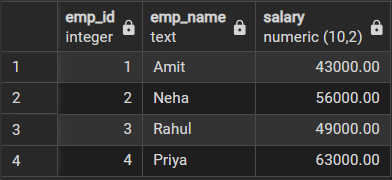 emp_id emp_name salary
integer text numeric (10,2)
1 1 Amit 43000.00
2 2 Neha 56000.00
3 3 Rahul 49000.00
4 4 Priya 63000.00